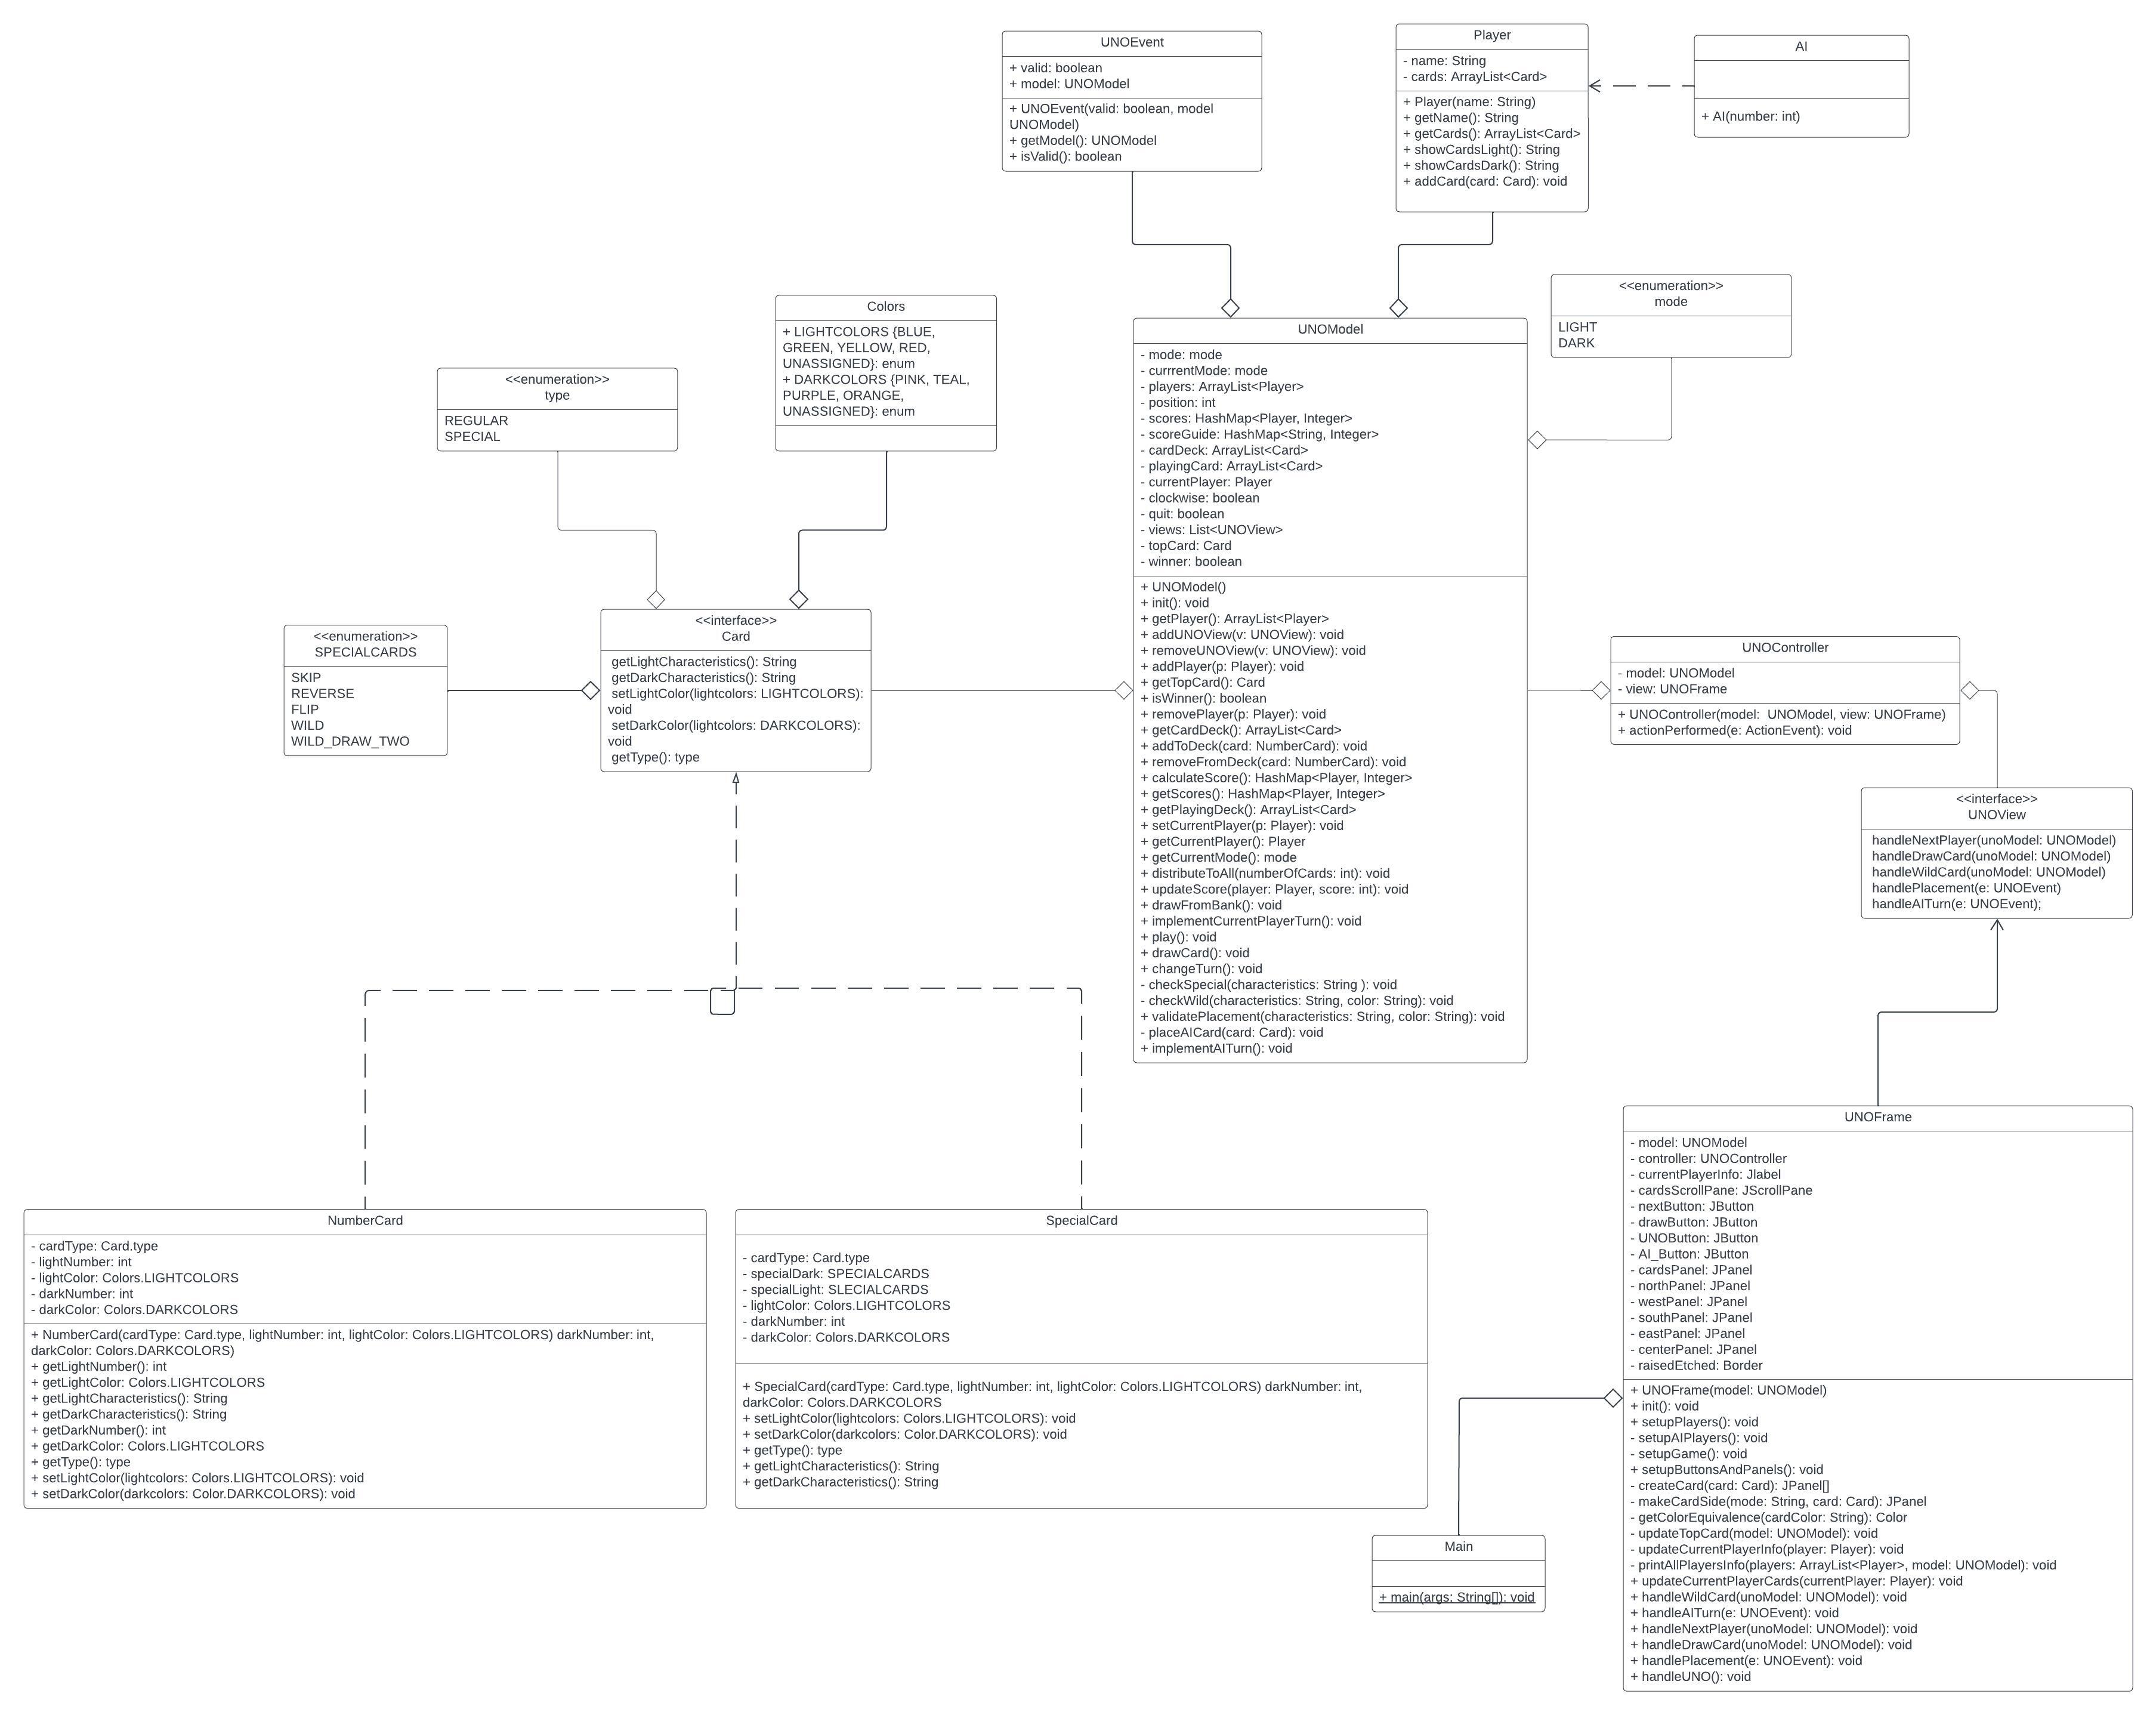 UNOEvent
+ valid: boolean
+ model: UNOModel
+ UNOEvent(valid: boolean, model
UNOModel)
+ getModel(): UNOModel
+ isValid(): boolean
Player
- name: String
- cards: ArrayList<Card>
+ Player(name: String)
+ getName(): String
+ getCards(): ArrayList<Card>
+ showCardsLight(): String
+ showCardsDark(): String
+ addCard(card: Card): void
AI
+ AI(number: int)
<<enumeration>>
mode
LIGHT
DARK
Colors
+ LIGHTCOLORS {BLUE,
GREEN, YELLOW, RED,
UNASSIGNED}: enum
+ DARKCOLORS {PINK, TEAL,
PURPLE, ORANGE,
UNASSIGNED}: enum
<<enumeration>>
type
REGULAR
SPECIAL
UNOModel
- mode: mode
- currrentMode: mode
- players: ArrayList<Player>
- position: int
- scores: HashMap<Player, Integer>
- scoreGuide: HashMap<String, Integer>
- cardDeck: ArrayList<Card>
- playingCard: ArrayList<Card>
- currentPlayer: Player
- clockwise: boolean
- quit: boolean
- views: List<UNOView>
- topCard: Card
- winner: boolean
+ UNOModel()
+ init(): void
+ getPlayer(): ArrayList<Player>
+ addUNOView(v: UNOView): void
+ removeUNOView(v: UNOView): void
+ addPlayer(p: Player): void
+ getTopCard(): Card
+ isWinner(): boolean
+ removePlayer(p: Player): void
+ getCardDeck(): ArrayList<Card>
+ addToDeck(card: NumberCard): void
+ removeFromDeck(card: NumberCard): void
+ calculateScore(): HashMap<Player, Integer>
+ getScores(): HashMap<Player, Integer>
+ getPlayingDeck(): ArrayList<Card>
+ setCurrentPlayer(p: Player): void
+ getCurrentPlayer(): Player
+ getCurrentMode(): mode
+ distributeToAll(numberOfCards: int): void
+ updateScore(player: Player, score: int): void
+ drawFromBank(): void
+ implementCurrentPlayerTurn(): void
+ play(): void
+ drawCard(): void
+ changeTurn(): void
- checkSpecial(characteristics: String ): void
- checkWild(characteristics: String, color: String): void
+ validatePlacement(characteristics: String, color: String): void
- placeAICard(card: Card): void
+ implementAITurn(): void
<<enumeration>>
SPECIALCARDS
SKIP
REVERSE
FLIP
WILD
WILD_DRAW_TWO
<<interface>>
Card
getLightCharacteristics(): String
getDarkCharacteristics(): String
setLightColor(lightcolors: LIGHTCOLORS):
void
setDarkColor(lightcolors: DARKCOLORS):
void
getType(): type
UNOController
- model: UNOModel
- view: UNOFrame
+ UNOController(model:  UNOModel, view: UNOFrame)
+ actionPerformed(e: ActionEvent): void
<<interface>>
UNOView
handleNextPlayer(unoModel: UNOModel)
handleDrawCard(unoModel: UNOModel)
handleWildCard(unoModel: UNOModel)
handlePlacement(e: UNOEvent)
handleAITurn(e: UNOEvent);
NumberCard
- cardType: Card.type
- lightNumber: int
- lightColor: Colors.LIGHTCOLORS
- darkNumber: int
- darkColor: Colors.DARKCOLORS
+ NumberCard(cardType: Card.type, lightNumber: int, lightColor: Colors.LIGHTCOLORS) darkNumber: int,
darkColor: Colors.DARKCOLORS)
+ getLightNumber(): int
+ getLightColor: Colors.LIGHTCOLORS
+ getLightCharacteristics(): String
+ getDarkCharacteristics(): String
+ getDarkNumber(): int
+ getDarkColor: Colors.LIGHTCOLORS
+ getType(): type
+ setLightColor(lightcolors: Colors.LIGHTCOLORS): void
+ setDarkColor(darkcolors: Color.DARKCOLORS): void
SpecialCard
- cardType: Card.type
- specialDark: SPECIALCARDS
- specialLight: SLECIALCARDS
- lightColor: Colors.LIGHTCOLORS
- darkNumber: int
- darkColor: Colors.DARKCOLORS
+ SpecialCard(cardType: Card.type, lightNumber: int, lightColor: Colors.LIGHTCOLORS) darkNumber: int,
darkColor: Colors.DARKCOLORS
+ setLightColor(lightcolors: Colors.LIGHTCOLORS): void
+ setDarkColor(darkcolors: Color.DARKCOLORS): void
+ getType(): type
+ getLightCharacteristics(): String
+ getDarkCharacteristics(): String
UNOFrame
- model: UNOModel
- controller: UNOController
- currentPlayerInfo: Jlabel
- cardsScrollPane: JScrollPane
- nextButton: JButton
- drawButton: JButton
- UNOButton: JButton
- AI_Button: JButton
- cardsPanel: JPanel
- northPanel: JPanel
- westPanel: JPanel
- southPanel: JPanel
- eastPanel: JPanel
- centerPanel: JPanel
- raisedEtched: Border
+ UNOFrame(model: UNOModel)
+ init(): void
+ setupPlayers(): void
- setupAIPlayers(): void
- setupGame(): void
+ setupButtonsAndPanels(): void
- createCard(card: Card): JPanel[]
- makeCardSide(mode: String, card: Card): JPanel
- getColorEquivalence(cardColor: String): Color
- updateTopCard(model: UNOModel): void
- updateCurrentPlayerInfo(player: Player): void
- printAllPlayersInfo(players: ArrayList<Player>, model: UNOModel): void
+ updateCurrentPlayerCards(currentPlayer: Player): void
+ handleWildCard(unoModel: UNOModel): void
+ handleAITurn(e: UNOEvent): void
+ handleNextPlayer(unoModel: UNOModel): void
+ handleDrawCard(unoModel: UNOModel): void
+ handlePlacement(e: UNOEvent): void
+ handleUNO(): void
Main
+ main(args: String[]): void